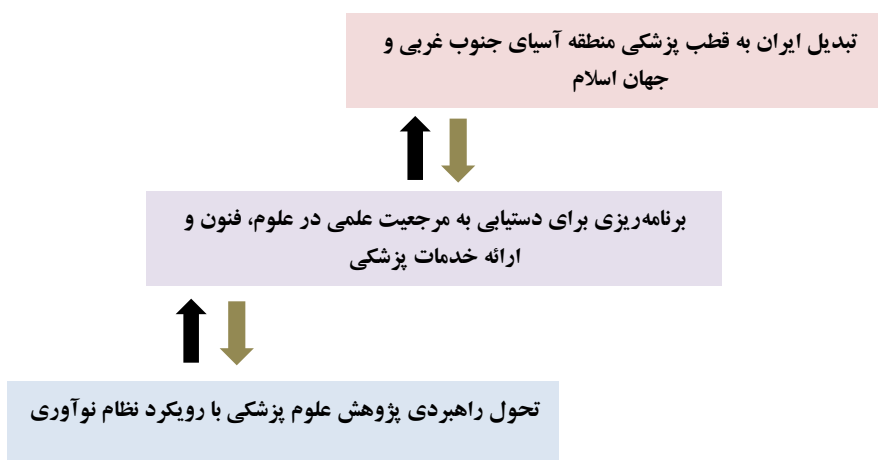 تبدیل ایران به قطب پزشکی منطقه آسیای جنوب غربی و
جهان اسلام
برنامه‌ریزی برای دستیابی به مرجعیت علمی در علوم، فنون و
ارائه خدمات پزشکی
تحول راهبردی پژوهش علوم پزشکی با رویکرد نظام نوآوری